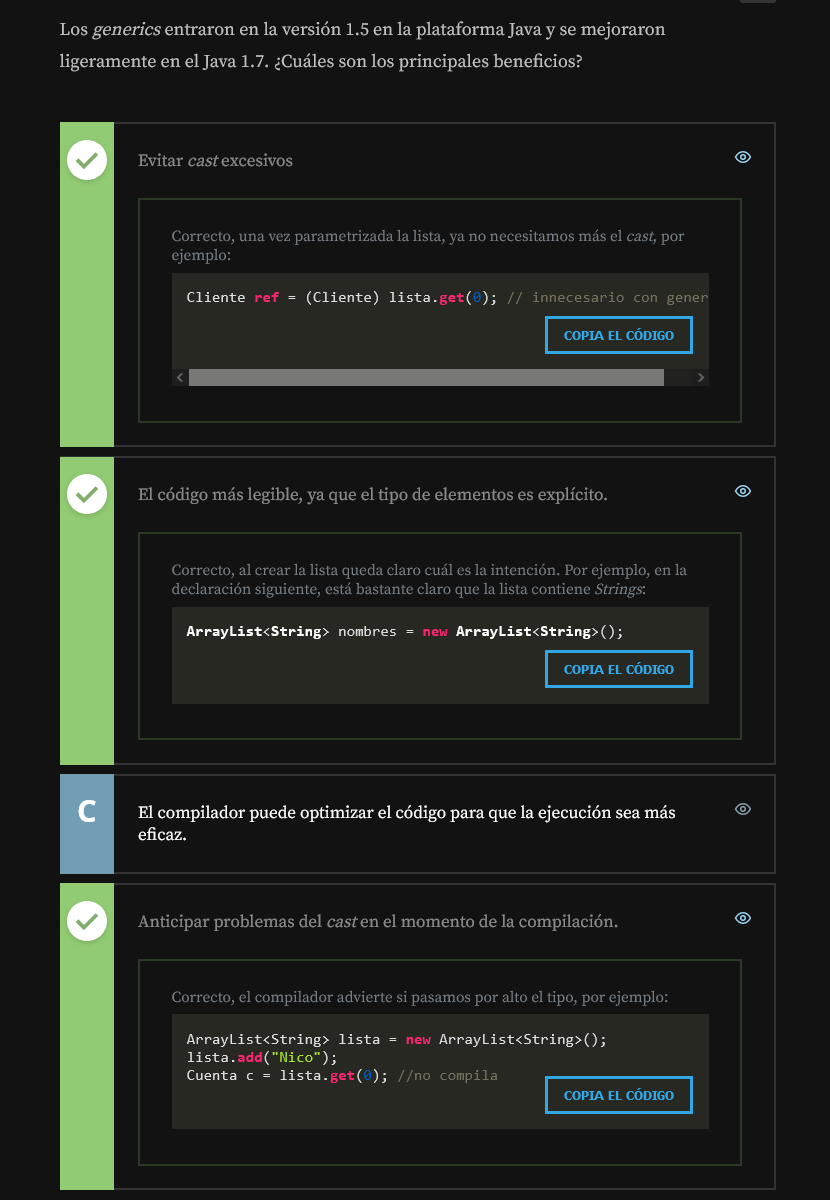 Los generics entraron en la versión 1.5 en la plataforma Java y se mejoraron
ligeramente en el Java 1.7. ¿Cuáles son los principales beneficios?
Evitar cast excesivos
Correcto, una vez parametrizada la lista, ya no necesitamos más el cast, por
ejemplo:
Cliente ref = (Cliente) lista.get(0); // innecesario con gener
COPIA EL CÓDIGO
El código más legible, ya que el tipo de elementos es explícito.
Correcto, al crear la lista queda claro cuál es la intención. Por ejemplo, en la
declaración siguiente, está bastante claro que la lista contiene Strings:
ArrayList<String> nombres = new ArrayList<String>();
COPIA EL CÓDIGO
C
El compilador puede optimizar el código para que la ejecución sea más
eficaz.
Anticipar problemas del cast en el momento de la compilación.
Correcto, el compilador advierte si pasamos por alto el tipo, por ejemplo:
ArrayList<String> lista = new ArrayList<String>();
lista.add("Nico");
Cuenta c = lista.get(0); //no compila
COPIA EL CÓDIGO